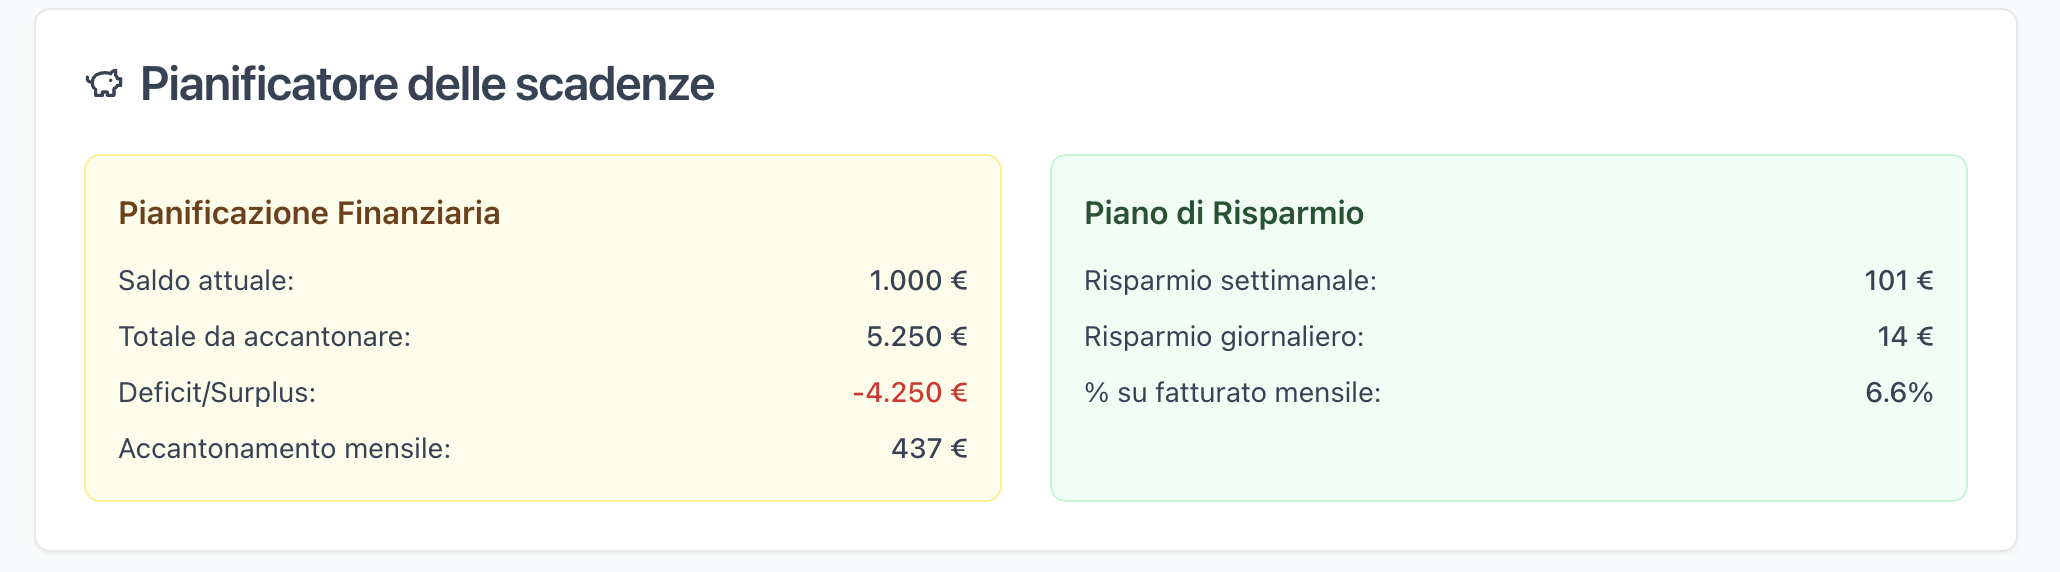 Pianificatore delle scadenze
Pianificazione Finanziaria
Saldo attuale: 1.000 €
Totale da accantonare: 5.250 €
Deficit/Surplus: -4.250 €
Accantonamento mensile: 437 €
Piano di Risparmio
Risparmio settimanale: 101 €
Risparmio giornaliero: 14 €
% su fatturato mensile: 6.6%